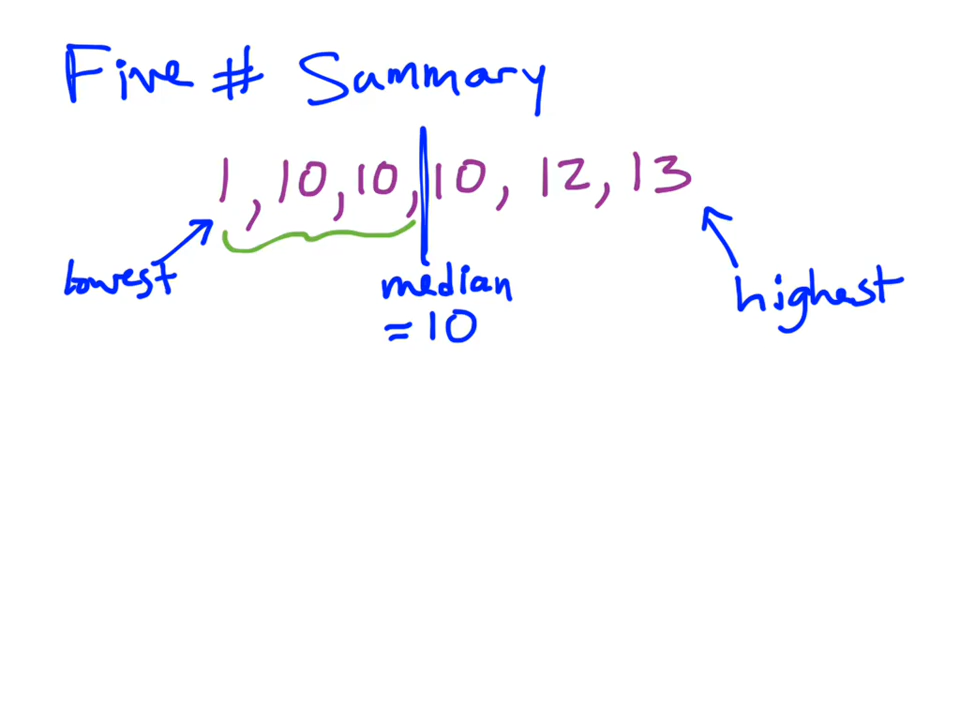 Five # Summary
1, 10, 10, 10, 12, 13
lowest
median
= 10
highest